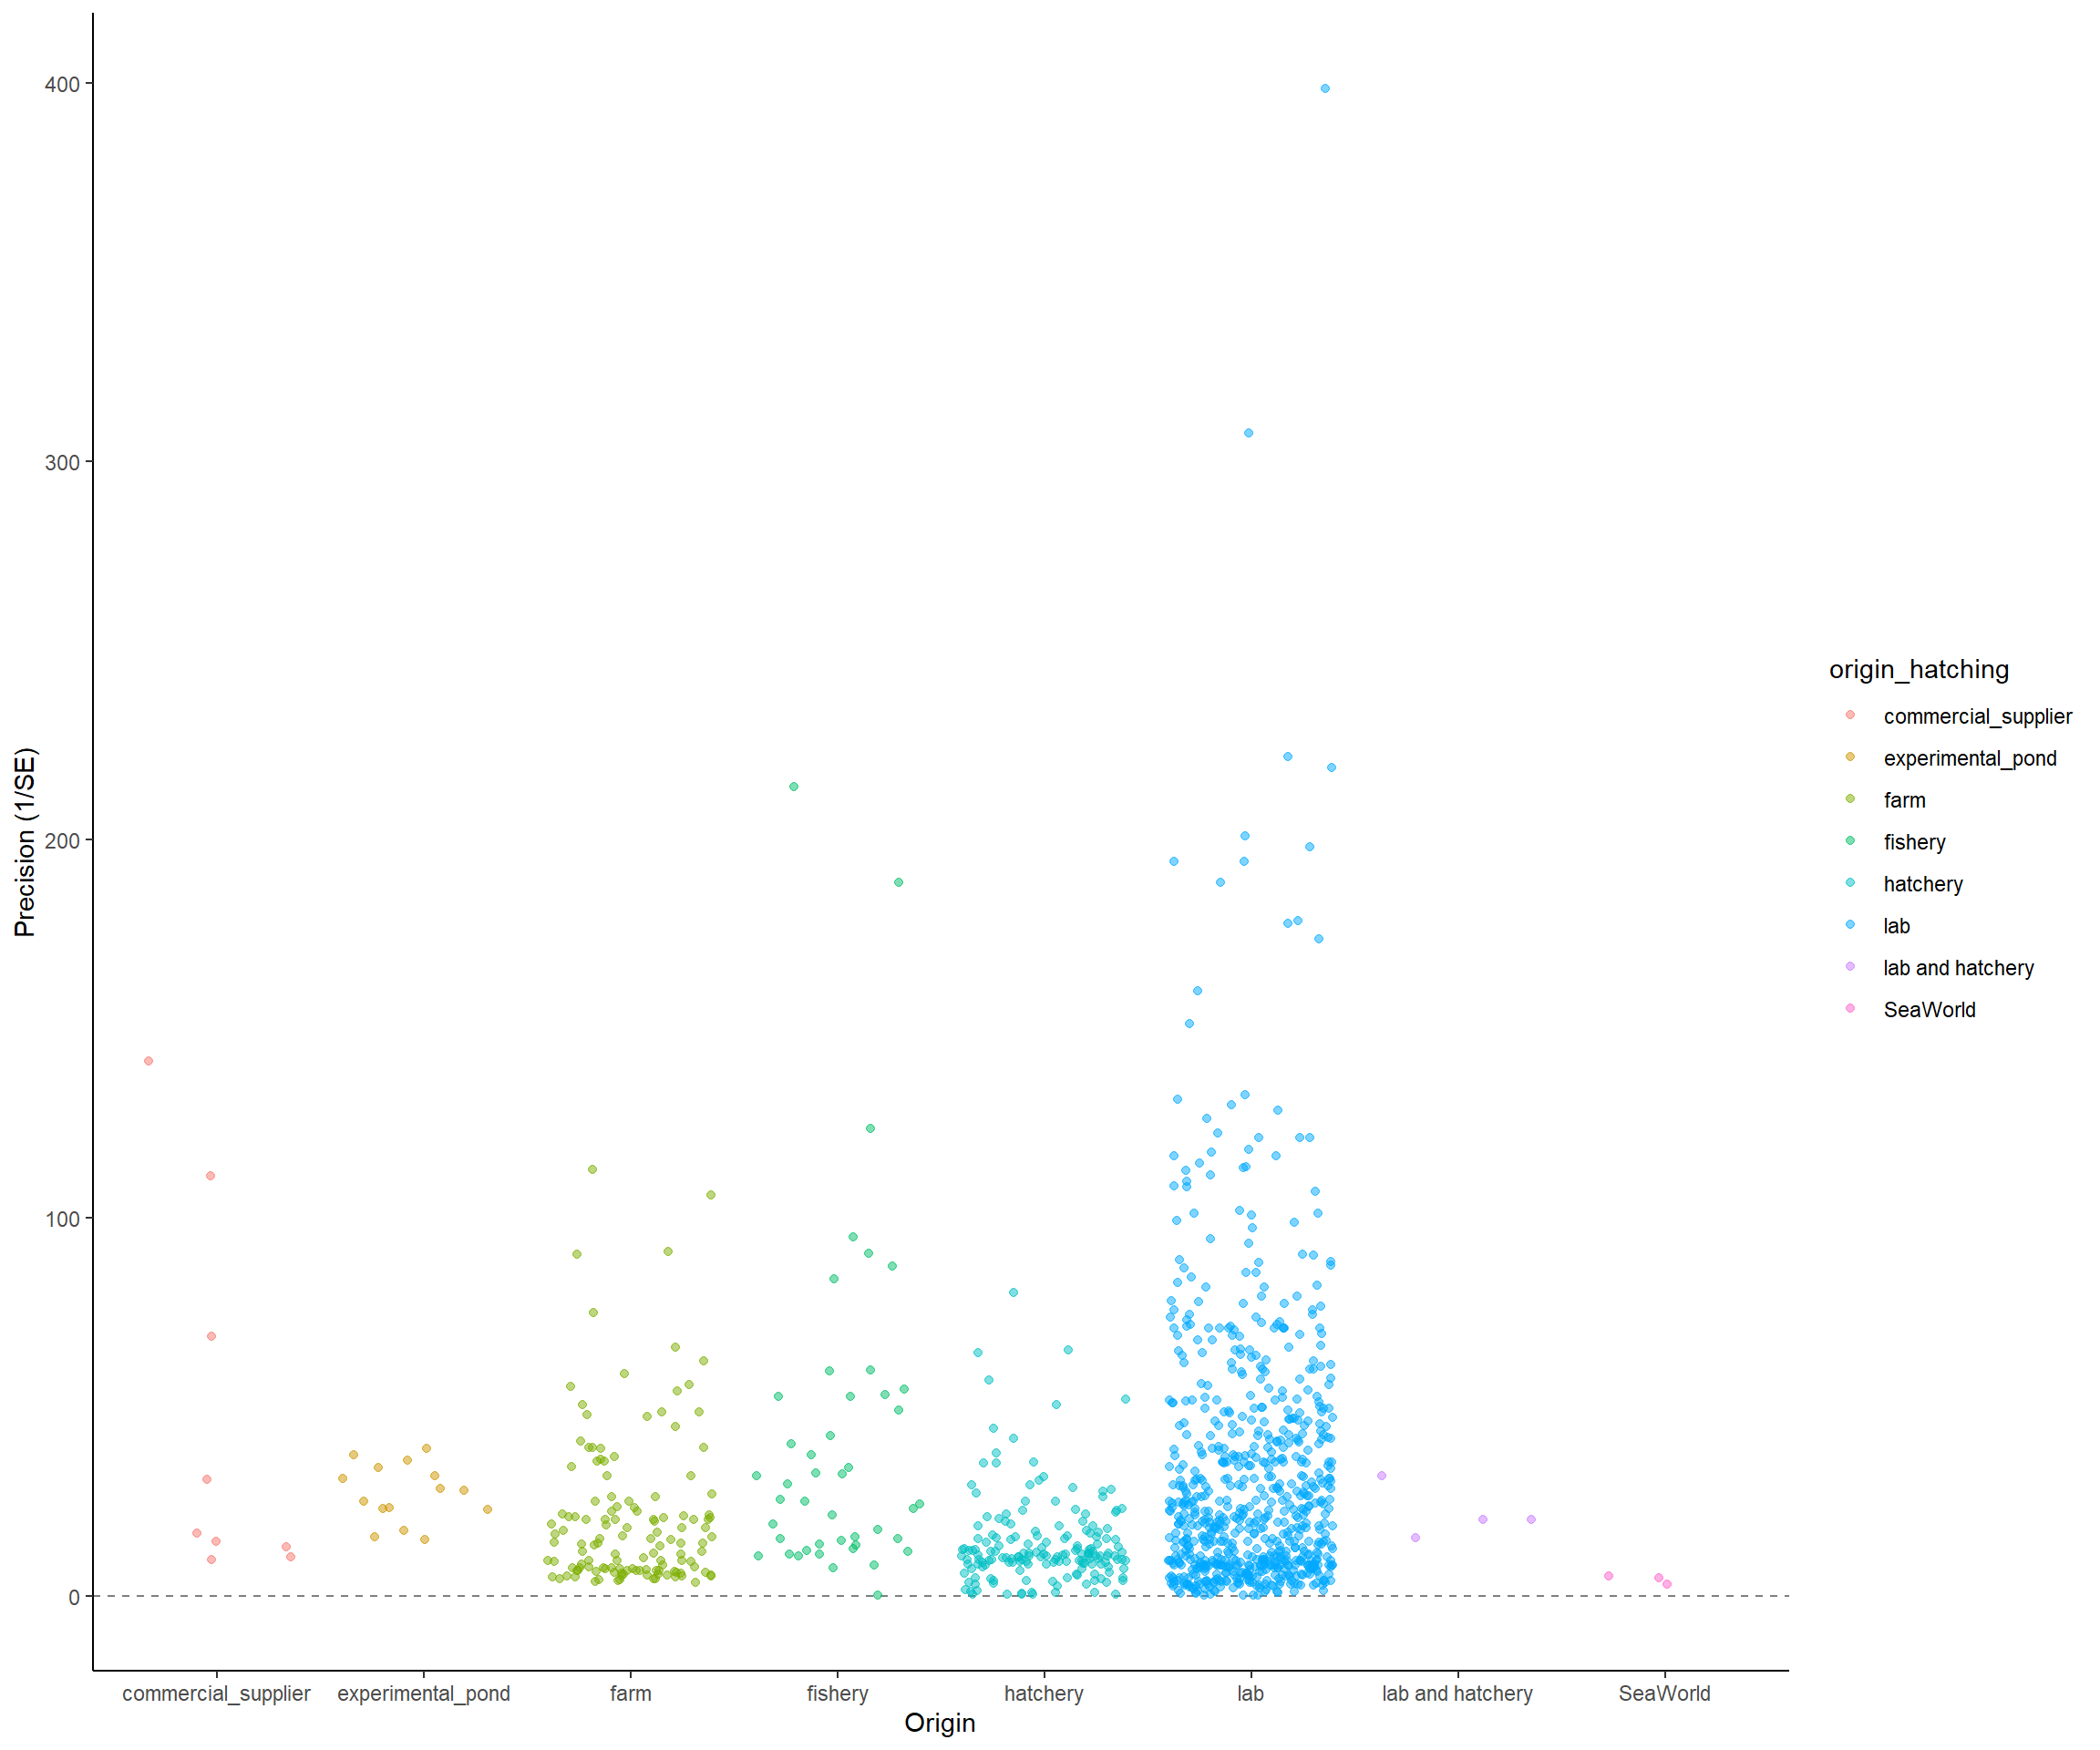 400
300
200
100
0
Precision (1/SE)
commercial_supplier
experimental_pond
farm
fishery
hatchery
lab
lab and hatchery
SeaWorld
Origin
origin_hatching
commercial_supplier
experimental_pond
farm
fishery
hatchery
lab
lab and hatchery
SeaWorld